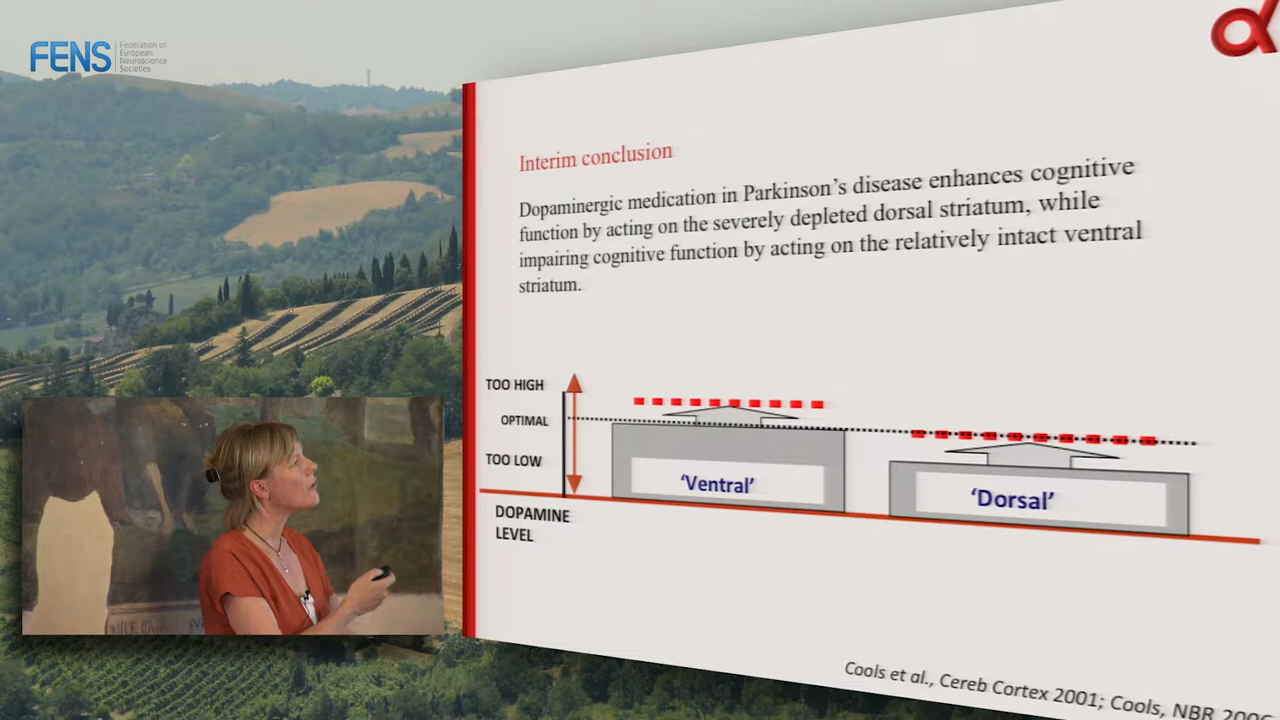 FENS
Federation of
European
Neuroscience
Societies
Interim conclusion
Dopaminergic medication in Parkinson's disease enhances cognitive
function by acting on the severely depleted dorsal striatum, while
impairing cognitive function by acting on the relatively intact ventral
striatum.
TOO HIGH
OPTIMAL
TOO LOW
'Ventral'
'Dorsal'
DOPAMINE
LEVEL
Cools et al., Cereb Cortex 2001; Cools, NBR